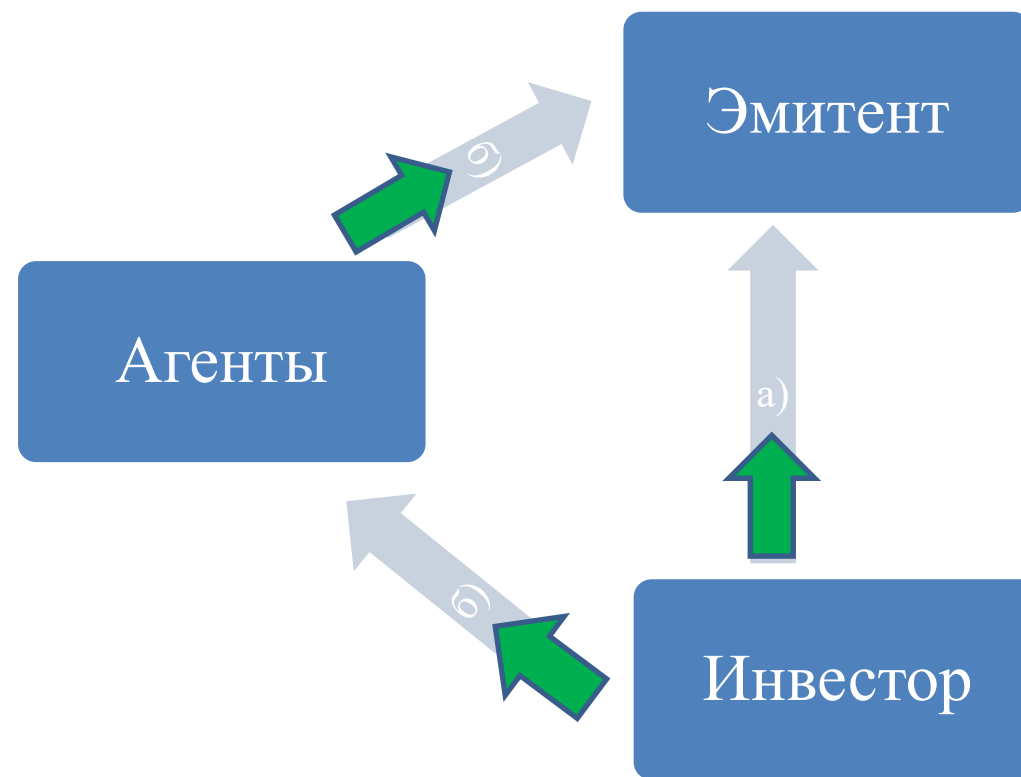 Эмитент
б)
Агенты
а)
б)
Инвестор